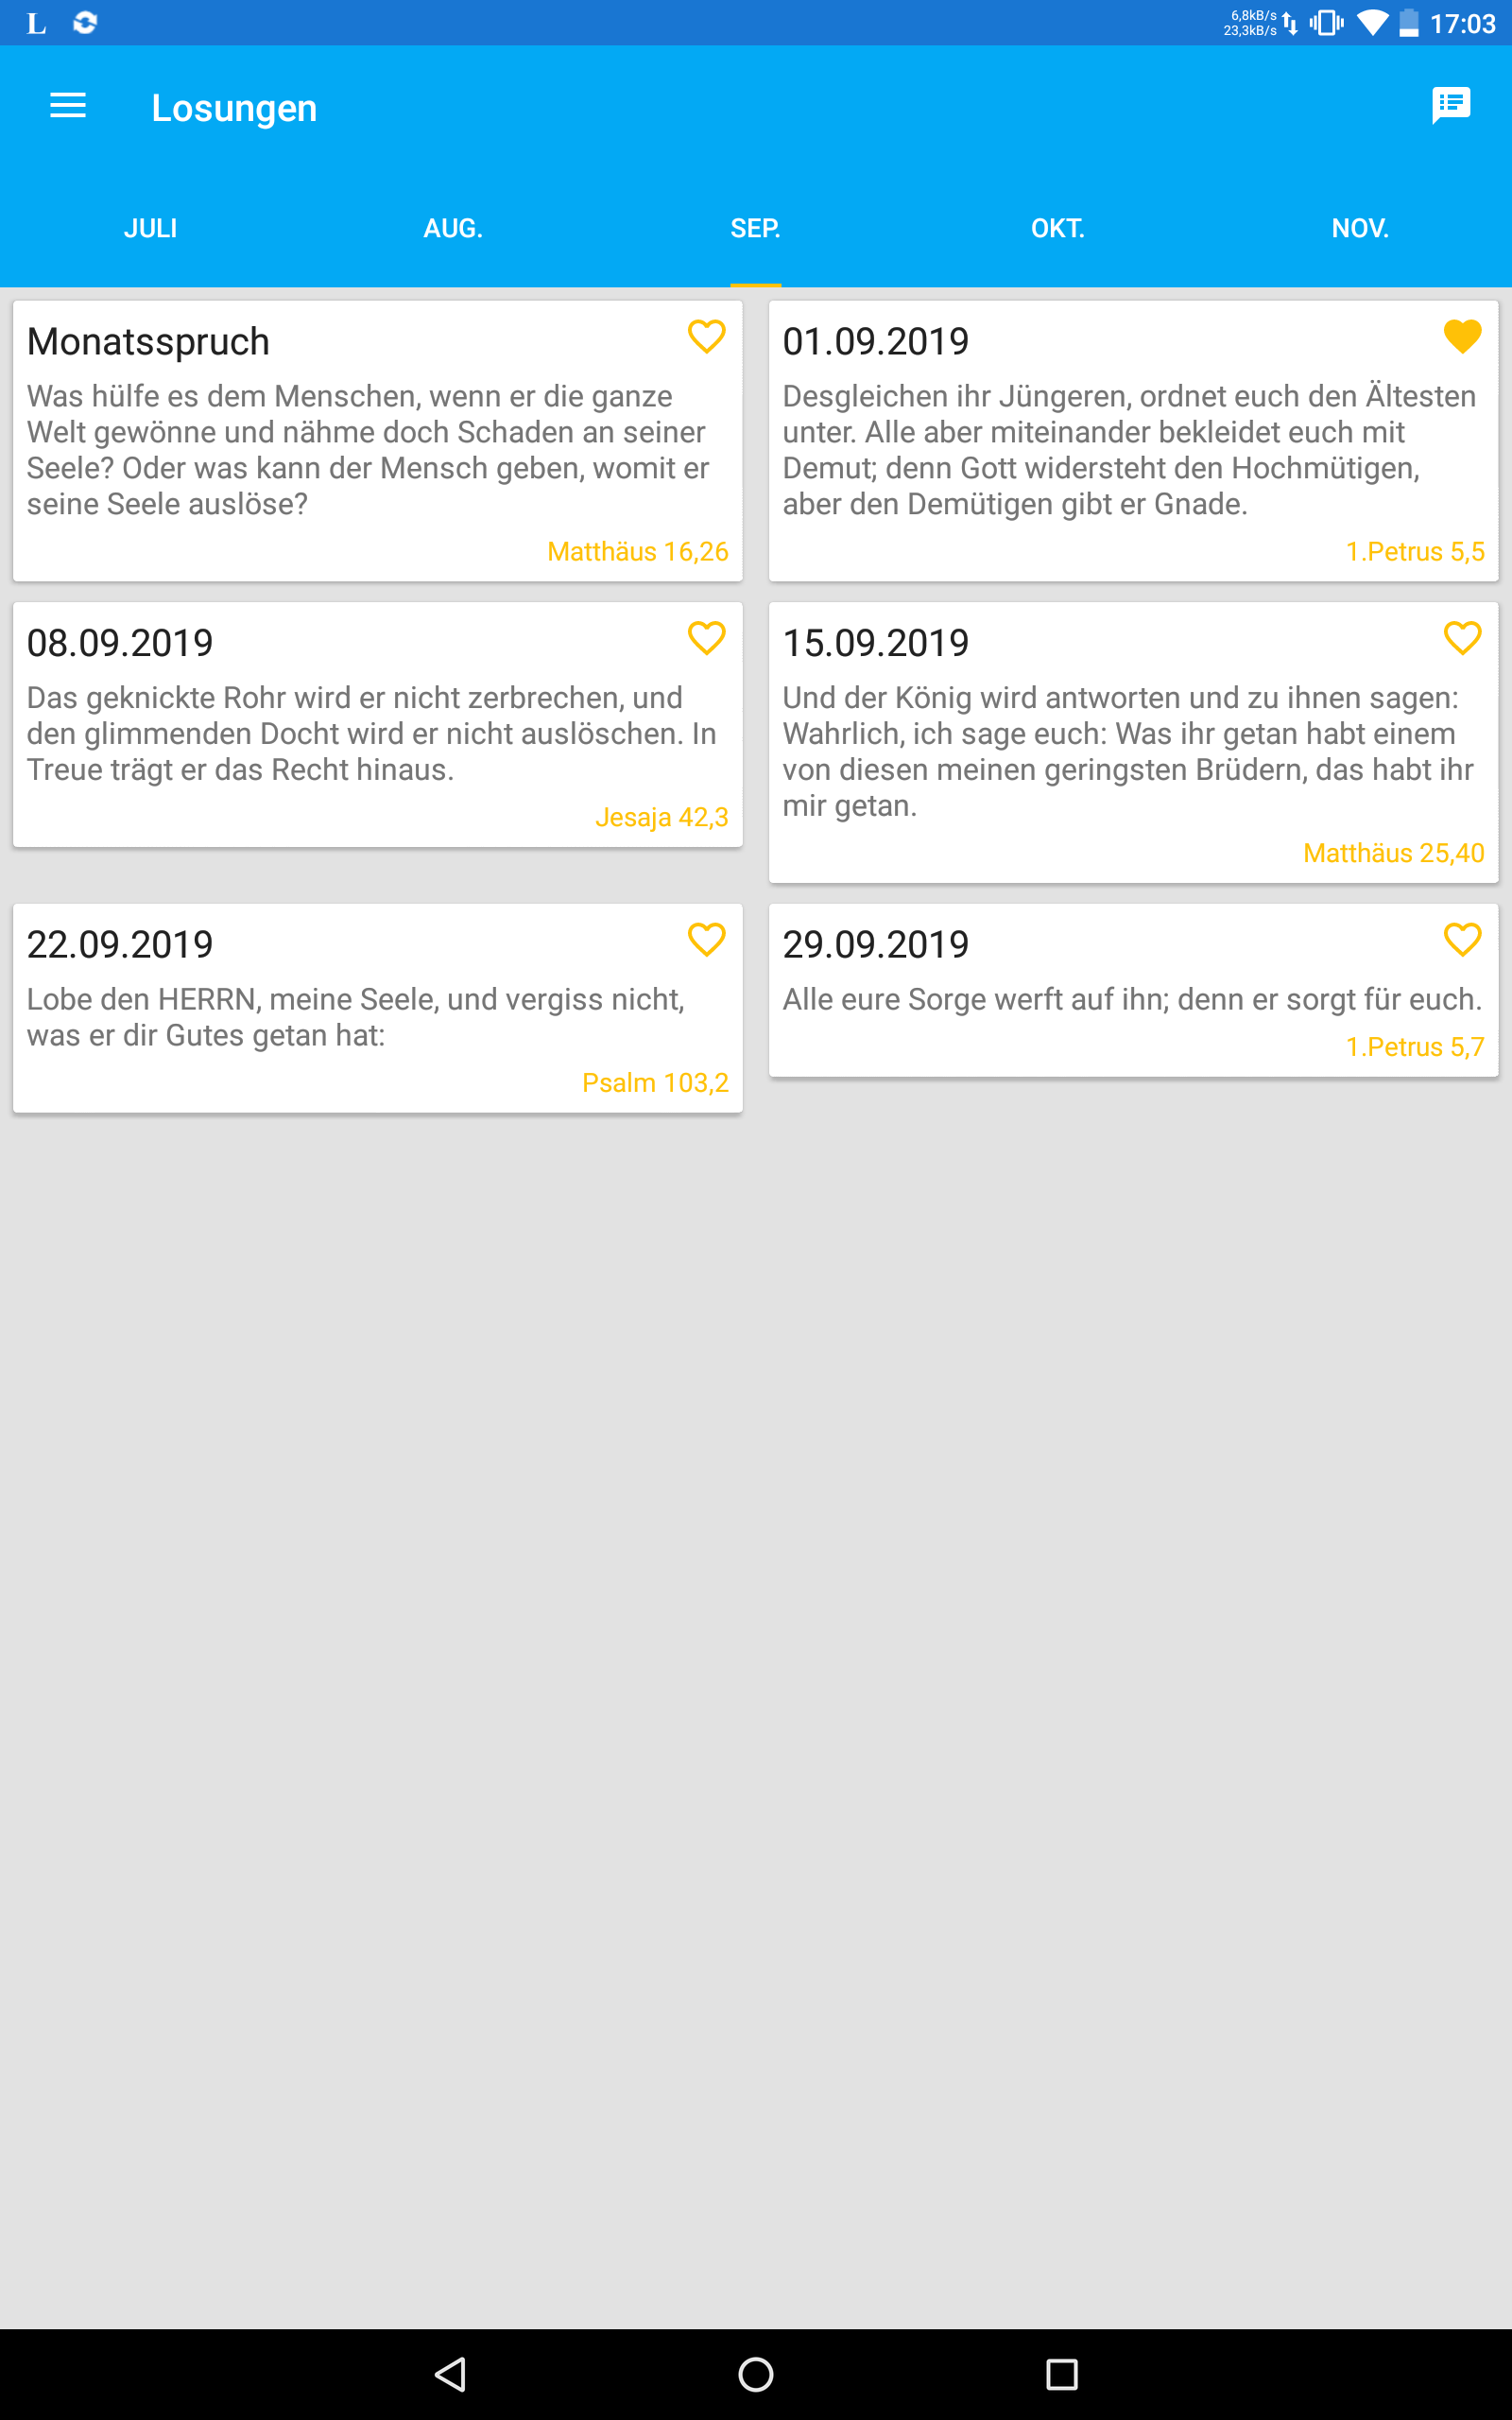 L
6,8kB/s
23,3kB/s
17:03
Losungen
JULI
AUG.
SEP.
OKT.
NOV.
Monatsspruch
Was hülfe es dem Menschen, wenn er die ganze
Welt gewönne und nähme doch Schaden an seiner
Seele? Oder was kann der Mensch geben, womit er
seine Seele auslöse?
Matthäus 16,26
01.09.2019
Desgleichen ihr Jüngeren, ordnet euch den Ältesten
unter. Alle aber miteinander bekleidet euch mit
Demut; denn Gott widersteht den Hochmütigen,
aber den Demütigen gibt er Gnade.
1.Petrus 5,5
08.09.2019
Das geknickte Rohr wird er nicht zerbrechen, und
den glimmenden Docht wird er nicht auslöschen. In
Treue trägt er das Recht hinaus.
Jesaja 42,3
15.09.2019
Und der König wird antworten und zu ihnen sagen:
Wahrlich, ich sage euch: Was ihr getan habt einem
von diesen meinen geringsten Brüdern, das habt ihr
mir getan.
Matthäus 25,40
22.09.2019
Lobe den HERRN, meine Seele, und vergiss nicht,
was er dir Gutes getan hat:
Psalm 103,2
29.09.2019
Alle eure Sorge werft auf ihn; denn er sorgt für euch.
1.Petrus 5,7